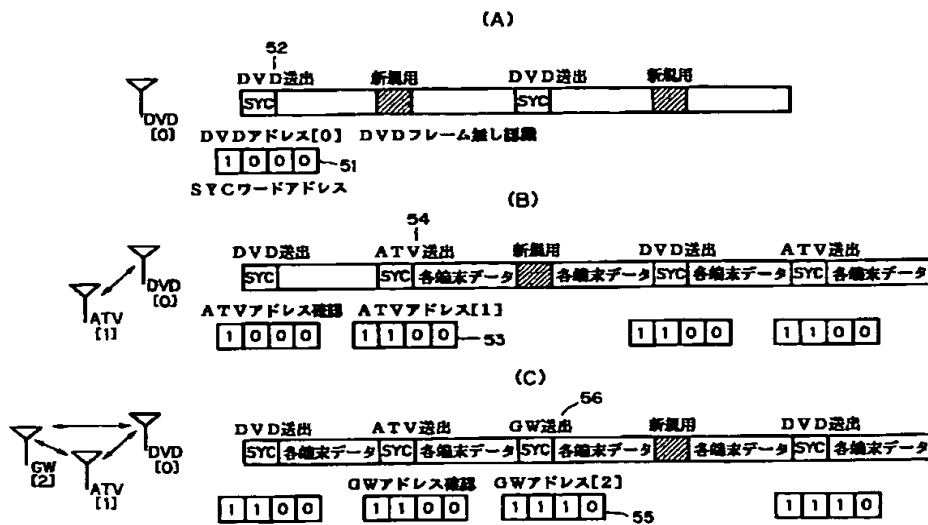 (A)
52
DVD送出 新規用 DVD送出 新規用
SYC SYC
DVD
[0]
DVDアドレス[0] DVDフレーム無し認識
1 0 0 0 51
SYCワードアドレス
(B)
54
DVD送出 ATV送出 新規用 DVD送出 ATV送出
SYC SYC 各端末データ 各端末データ SYC 各端末データ SYC 各端末データ
DVD
[0]
ATV
[1]
ATVアドレス確認 ATVアドレス[1]
1 0 0 0 1 1 0 0 53 1 1 0 0 1 1 0 0
(C)
56
DVD送出 ATV送出 GW送出 新規用 DVD送出
SYC 各端末データ SYC 各端末データ SYC 各端末データ 各端末データ SYC 各端末データ
GW
[2]
DVD
[0]
ATV
[1]
GWアドレス確認 GWアドレス[2]
1 1 0 0 1 1 0 0 1 1 1 0 55 1 1 1 0